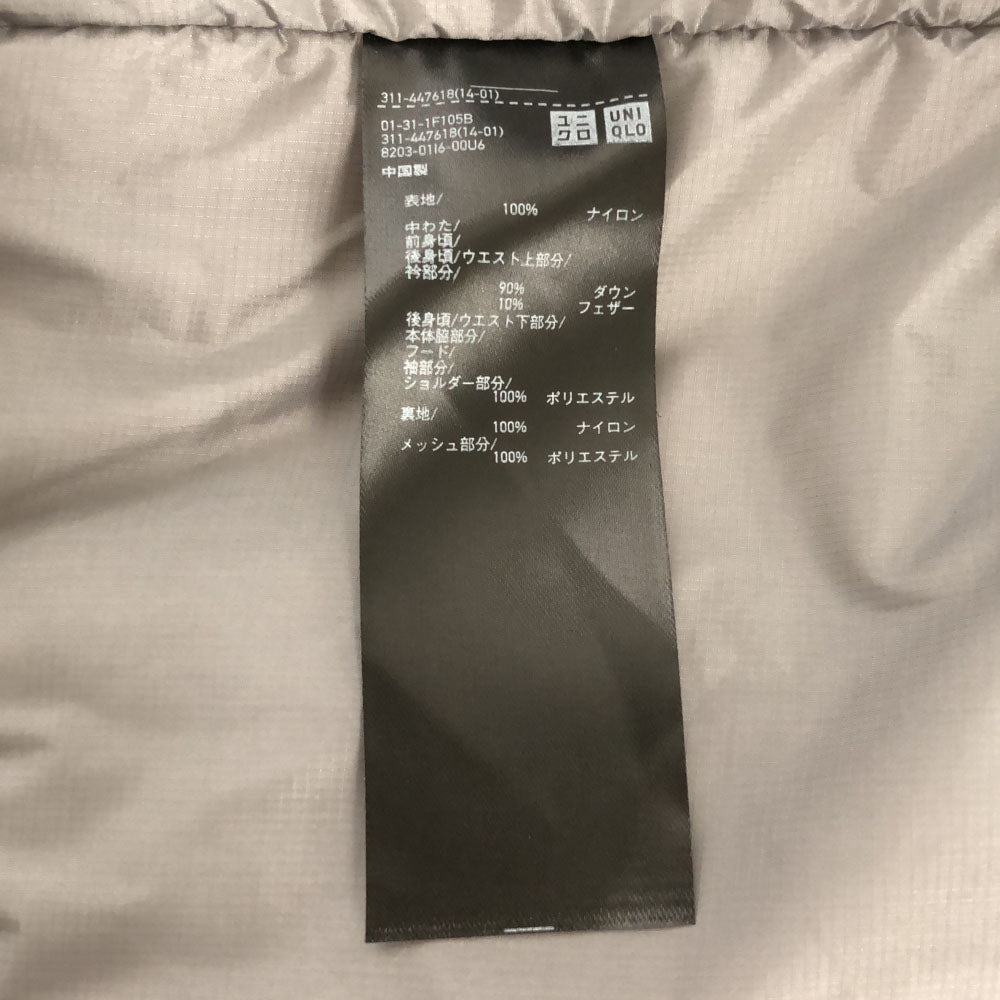 311-447618(14-01)
01-31-1F105B
311-447618(14-01)
8203-0116-00U6
ユニ
クロ
UNI
QLO
中国製
表地/
100% ナイロン
中わた/
前身頃/
後身頃/ウエスト上部分/
衿部分/
90% ダウン
10% フェザー
後身頃/ウエスト下部分/
本体脇部分/
フード/
袖部分/
ショルダー部分/
100% ポリエステル
裏地/
100% ナイロン
メッシュ部分/
100% ポリエステル